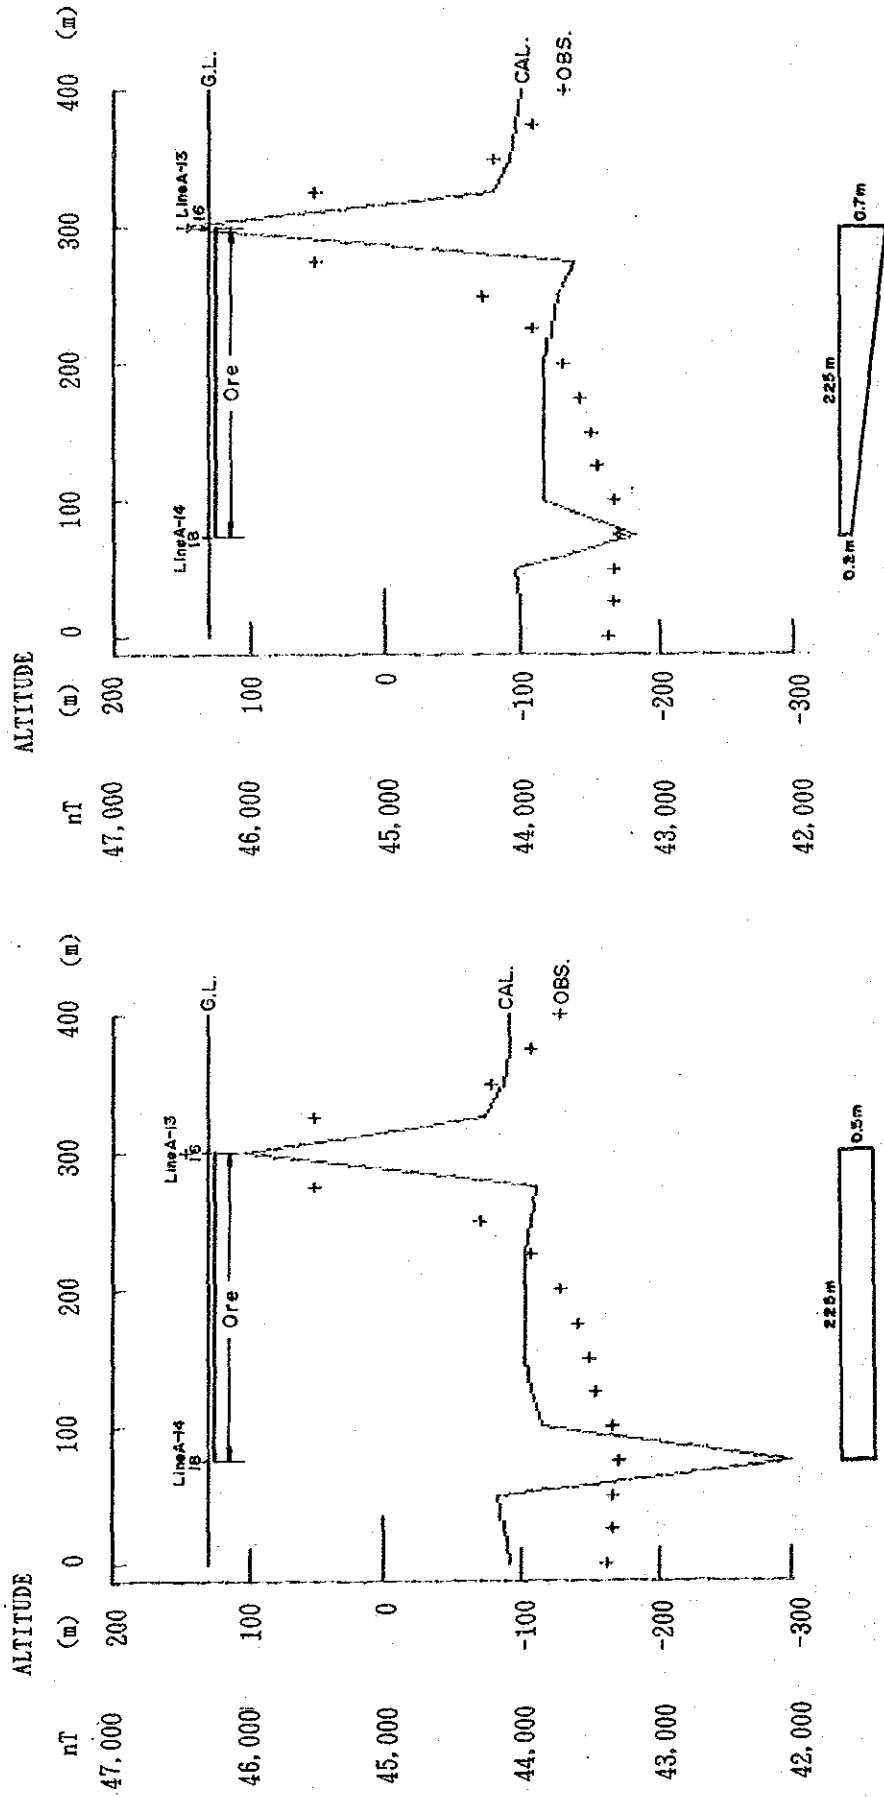 ALTITUDE
nT (m) 0 100 200 300 400 (m)
47,000 200
LineA-14
18
LineA-13
16
G.L.
46,000 100
Ore
45,000 0
44,000 -100
CAL.
+OBS.
43,000 -200
42,000 -300
225m
0.5m
ALTITUDE
nT (m) 0 100 200 300 400 (m)
47,000 200
LineA-14
18
LineA-13
16
G.L.
46,000 100
Ore
45,000 0
44,000 -100
CAL.
+OBS.
43,000 -200
42,000 -300
225m
0.2m
0.7m